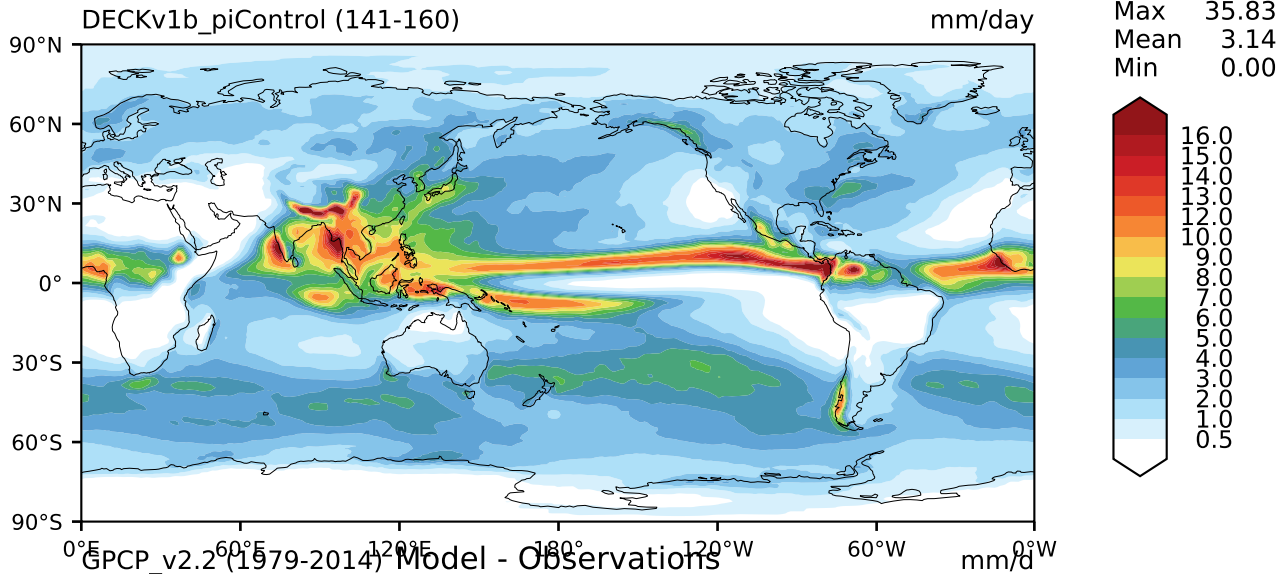 DECKv1b_piControl (141-160) mm/day
Max 35.83
Mean 3.14
Min 0.00
90°N
60°N
30°N
0°
30°S
60°S
90°S
16.0
15.0
14.0
13.0
12.0
10.0
9.0
8.0
7.0
6.0
5.0
4.0
3.0
2.0
1.0
0.5
0°E 60°E 120°E 180° 120°W 60°W 0°W
GPCP_v2.2 (1979-2014) Model - Observations mm/d